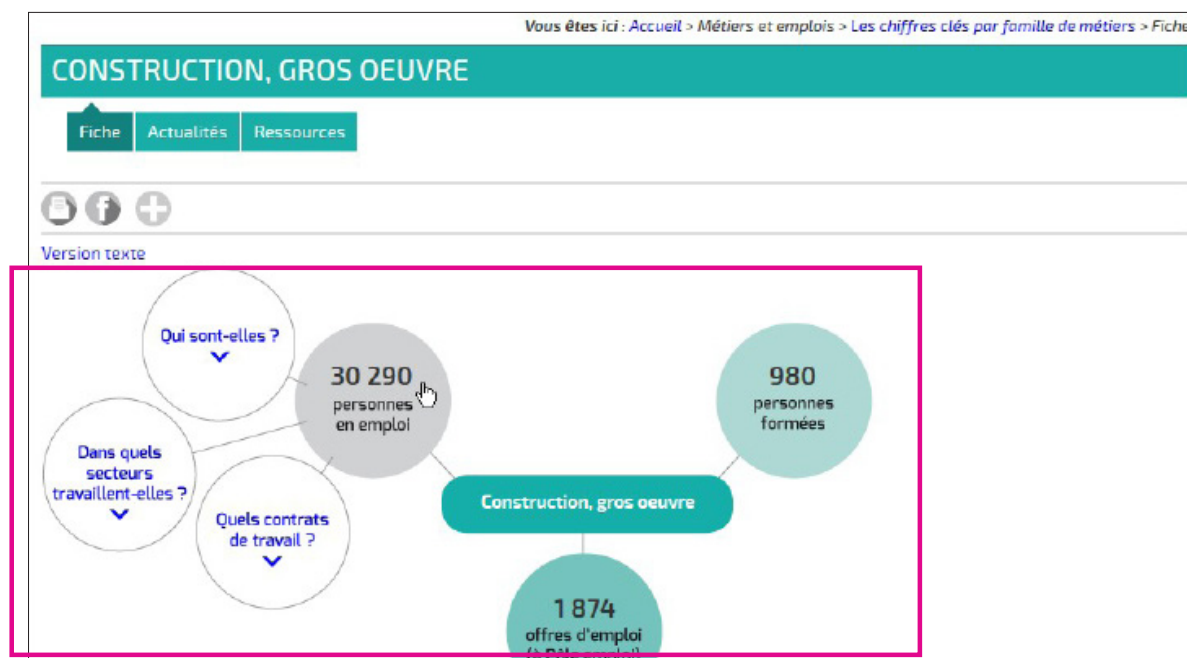 Vous êtes ici : Accueil > Métiers et emplois > Les chiffres clés par famille de métiers > Fiche
CONSTRUCTION, GROS OEUVRE
Fiche
Actualités
Ressources
Version texte
Qui sont-elles ?
30 290
personnes
en emploi
980
personnes
formées
Dans quels
secteurs
travaillent-elles ?
Quels contrats
de travail ?
Construction, gros oeuvre
1 874
offres d'emploi
(à Pôle emploi)